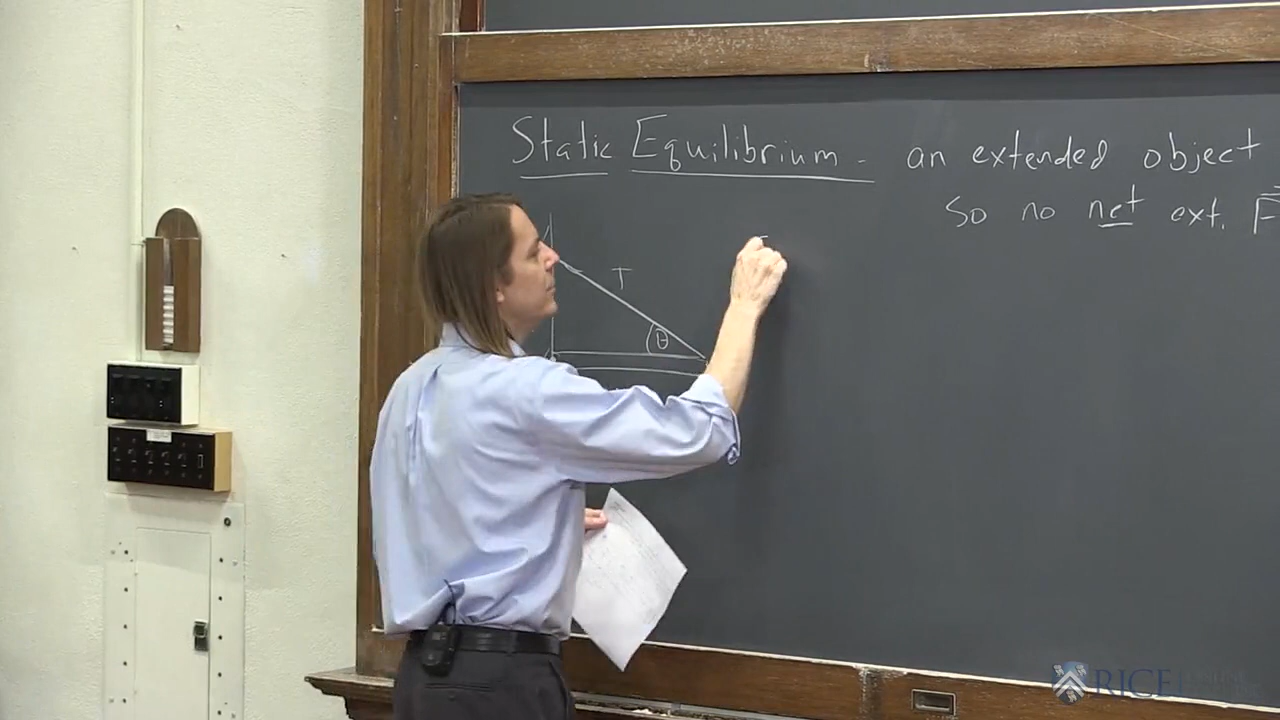 Static Equilibrium - an extended object
so no net ext. F
T
θ
RICE